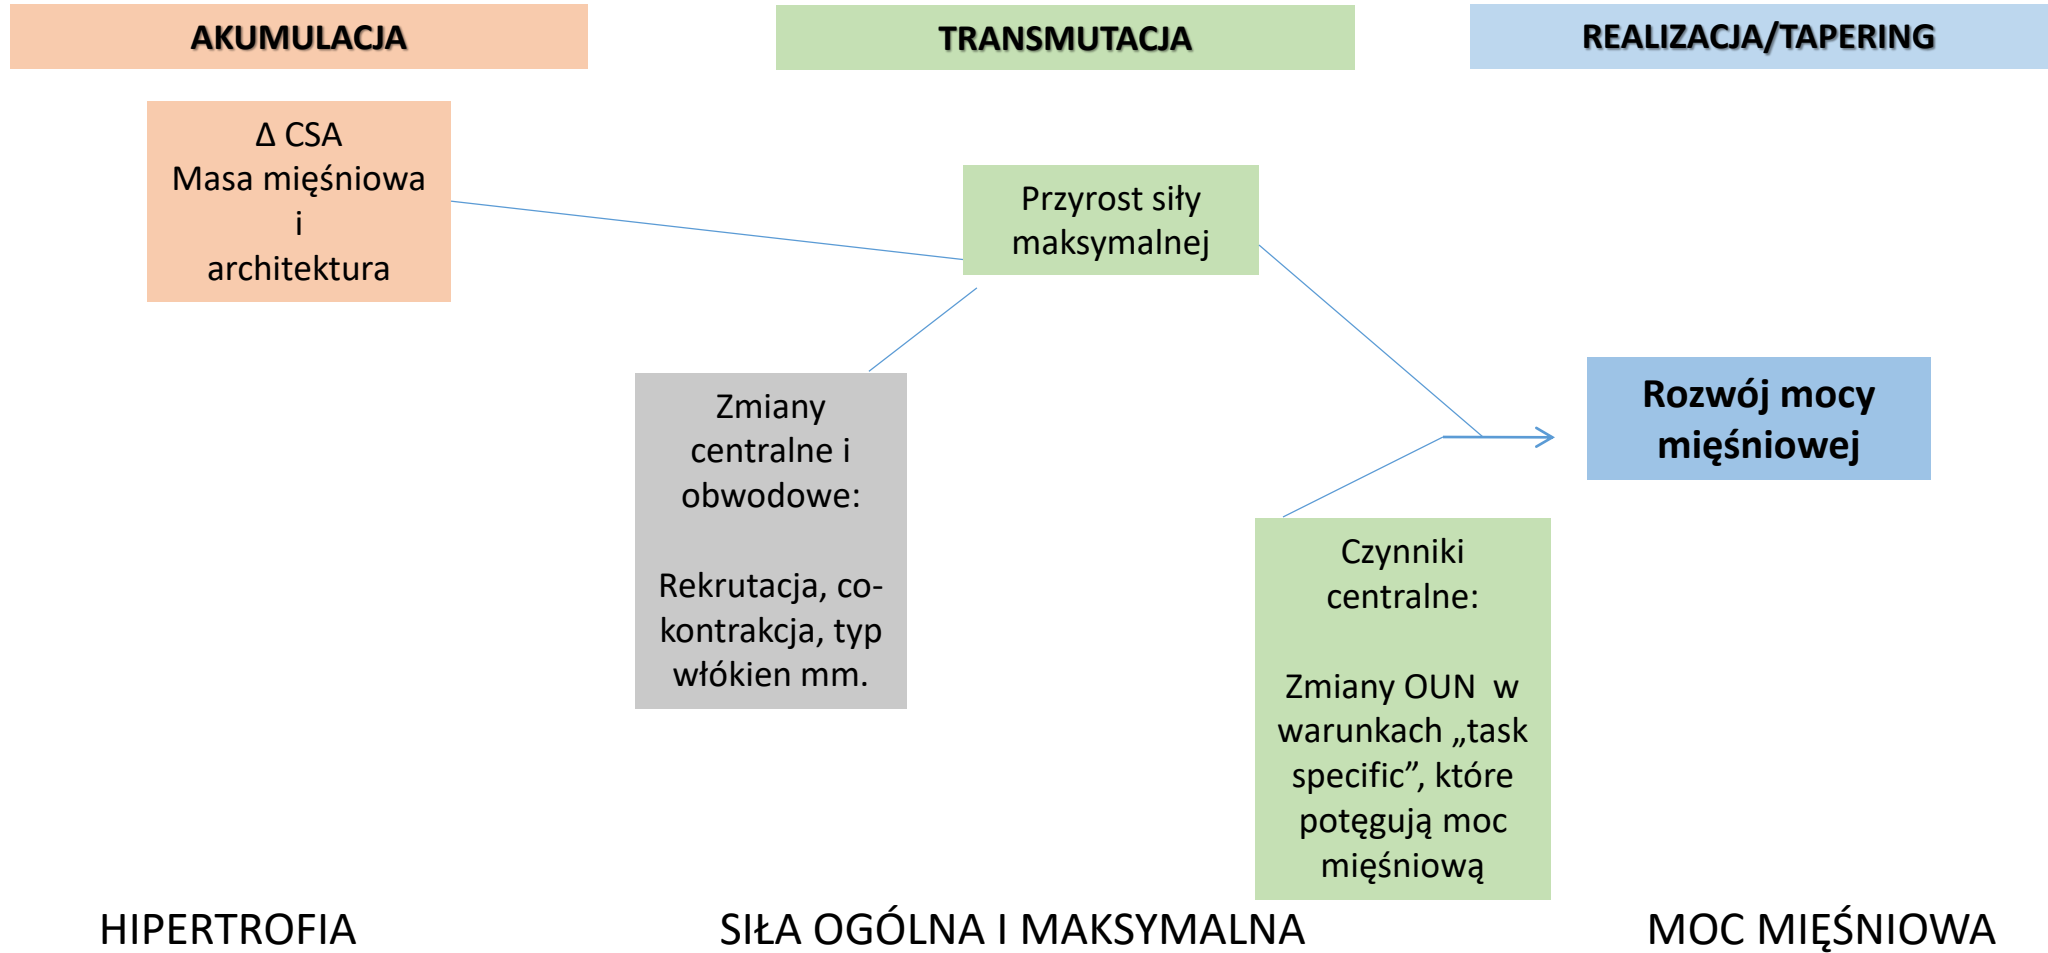 AKUMULACJA
TRANSMUTACJA
REALIZACJA/TAPERING
Δ CSA
Masa mięśniowa
i
architektura
Przyrost siły
maksymalnej
Zmiany
centralne i
obwodowe:
Rekrutacja, co-
kontrakcja, typ
włókien mm.
Rozwój mocy
mięśniowej
Czynniki
centralne:
Zmiany OUN w
warunkach „task
specific”, które
potęgują moc
mięśniową
HIPERTROFIA
SIŁA OGÓLNA I MAKSYMALNA
MOC MIĘŚNIOWA